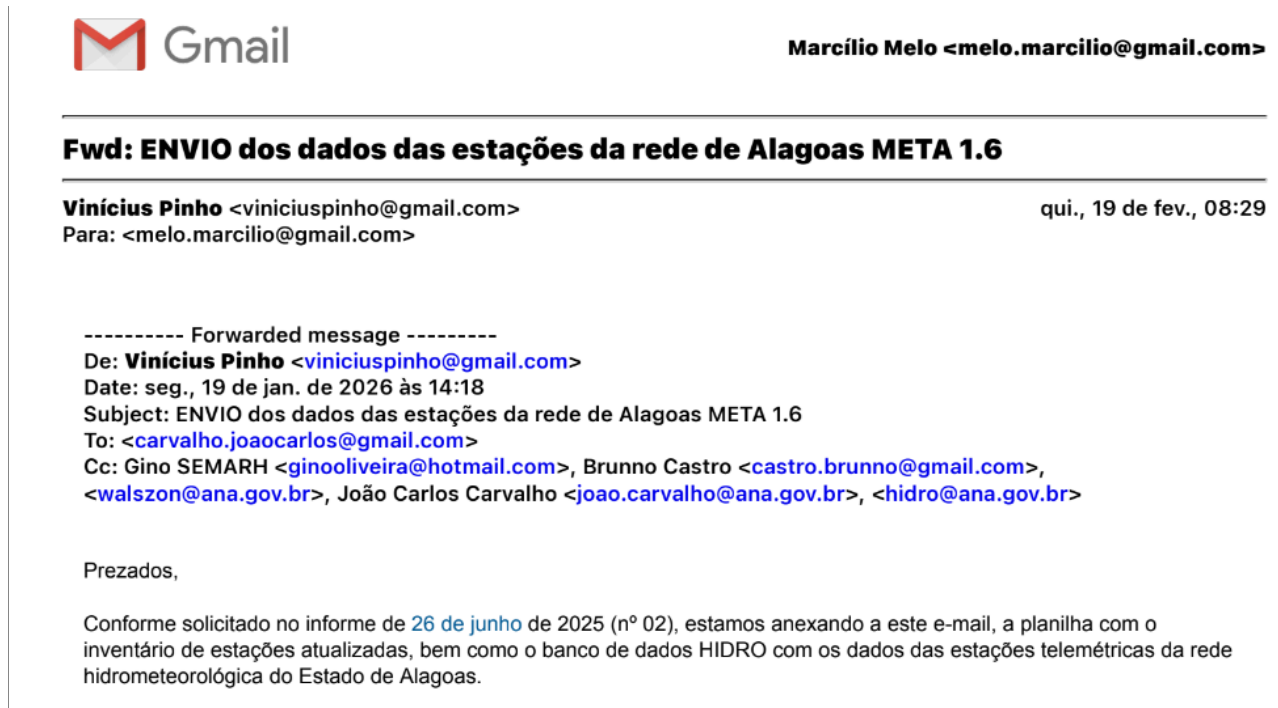 Gmail
Marcílio Melo <melo.marcilio@gmail.com>
Fwd: ENVIO dos dados das estações da rede de Alagoas META 1.6
Vinícius Pinho <viniciuspinho@gmail.com>
qui., 19 de fev., 08:29
Para: <melo.marcilio@gmail.com>
---------- Forwarded message ---------
De: Vinícius Pinho <viniciuspinho@gmail.com>
Date: seg., 19 de jan. de 2026 às 14:18
Subject: ENVIO dos dados das estações da rede de Alagoas META 1.6
To: <carvalho.joaocarlos@gmail.com>
Cc: Gino SEMARH <ginooliveira@hotmail.com>, Brunno Castro <castro.brunno@gmail.com>,
<walszon@ana.gov.br>, João Carlos Carvalho <joao.carvalho@ana.gov.br>, <hidro@ana.gov.br>
Prezados,
Conforme solicitado no informe de 26 de junho de 2025 (nº 02), estamos anexando a este e-mail, a planilha com o
inventário de estações atualizadas, bem como o banco de dados HIDRO com os dados das estações telemétricas da rede
hidrometeorológica do Estado de Alagoas.